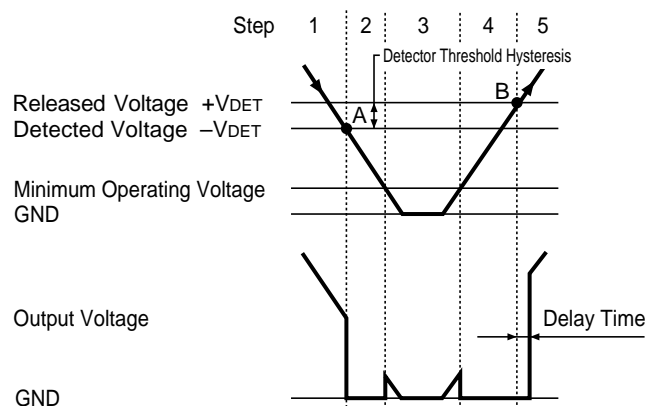 Step 1 2 3 4 5
Detector Threshold Hysteresis
Released Voltage +VDET
B
A
Detected Voltage –VDET
Minimum Operating Voltage
GND
Output Voltage
Delay Time
GND